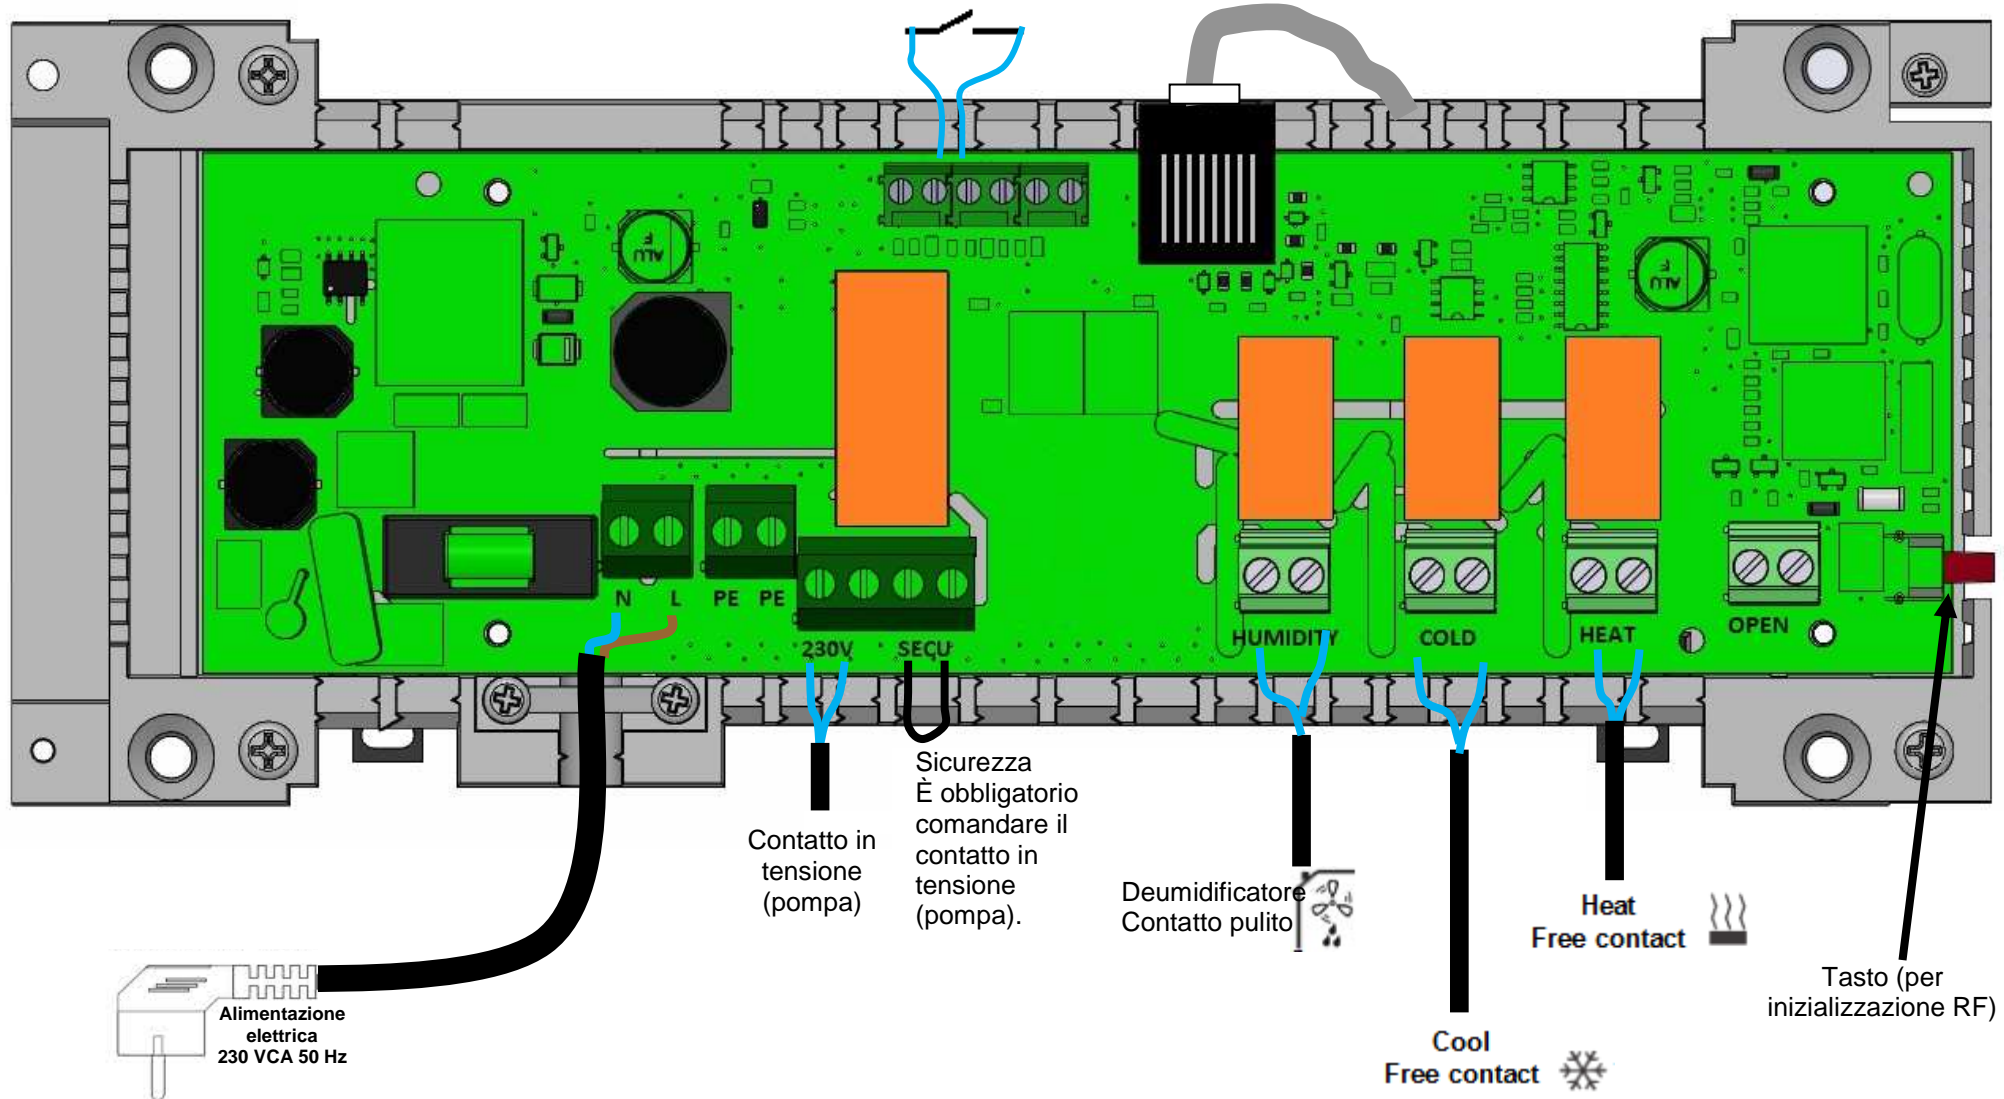 ALU
F
ALU
F
N
L
PE
PE
230V
SECU
HUMIDITY
COLD
HEAT
OPEN
Contatto in
tensione
(pompa)
Sicurezza
È obbligatorio
comandare il
contatto in
tensione
(pompa).
Deumidificatore
Contatto pulito
Heat
Free contact
Cool
Free contact
Tasto (per
inizializzazione RF)
Alimentazione
elettrica
230 VCA 50 Hz